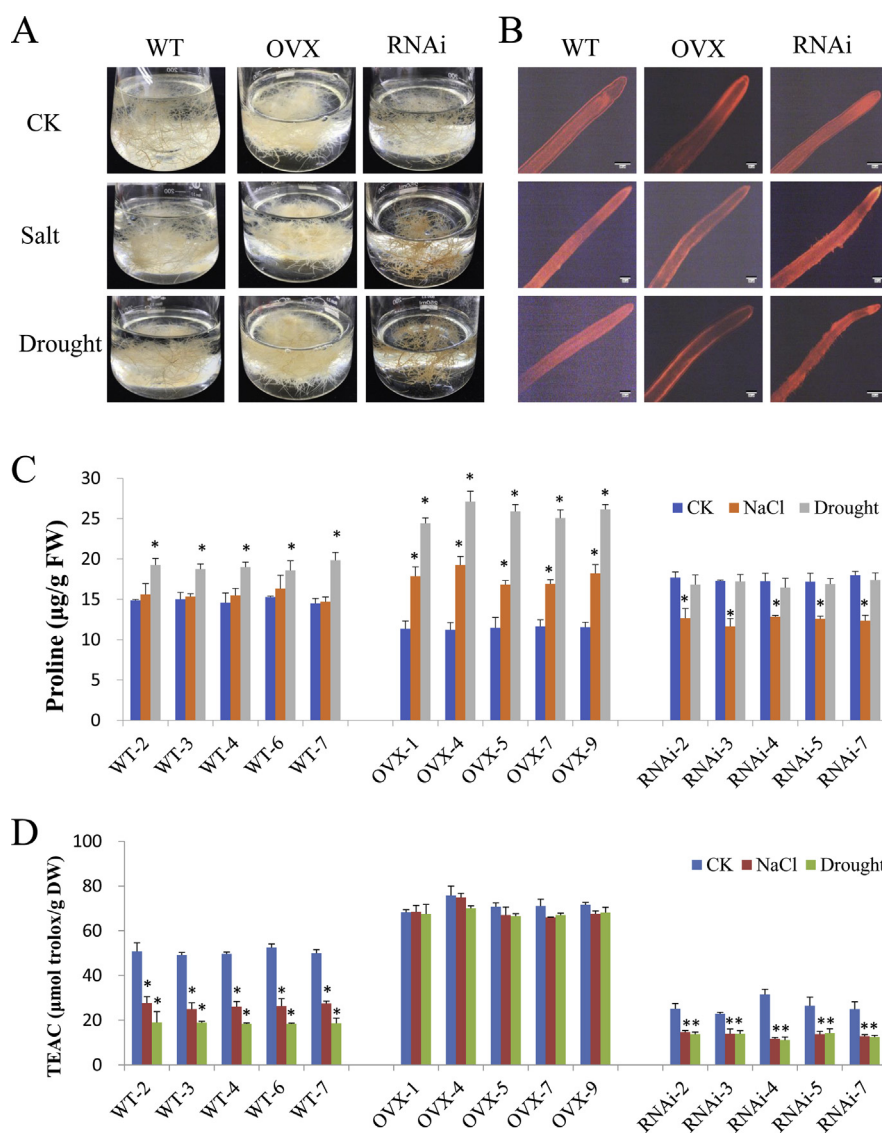 A
WT OVX RNAi
CK
Salt
Drought
B
WT OVX RNAi
C
Proline (µg/g FW)
30
25
20
15
10
5
0
CK NaCl Drought
* * * * * * * * * * * * * * * * * * * *
WT-2 WT-3 WT-4 WT-6 WT-7 OVX-1 OVX-4 OVX-5 OVX-7 OVX-9 RNAi-2 RNAi-3 RNAi-4 RNAi-5 RNAi-7
D
TEAC (µmol trolox/g DW)
100
80
60
40
20
0
CK NaCl Drought
* * * * * * * * * * ** ** ** ** **
WT-2 WT-3 WT-4 WT-6 WT-7 OVX-1 OVX-4 OVX-5 OVX-7 OVX-9 RNAi-2 RNAi-3 RNAi-4 RNAi-5 RNAi-7